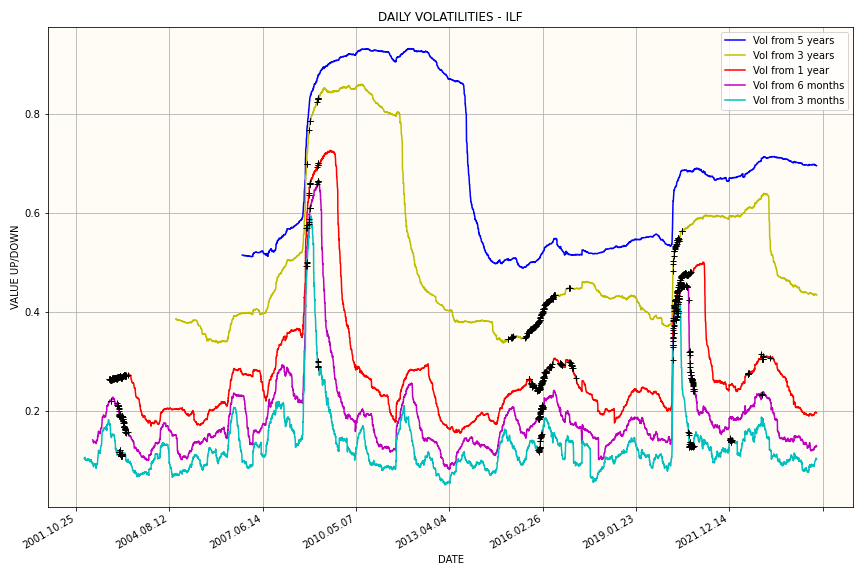 DAILY VOLATILITIES - ILF
Vol from 5 years
Vol from 3 years
Vol from 1 year
Vol from 6 months
Vol from 3 months
VALUE UP/DOWN
0.8
0.6
0.4
0.2
2001.10.25
2004.08.12
2007.06.14
2010.05.07
2013.04.04
2016.02.26
2019.01.23
2021.12.14
DATE